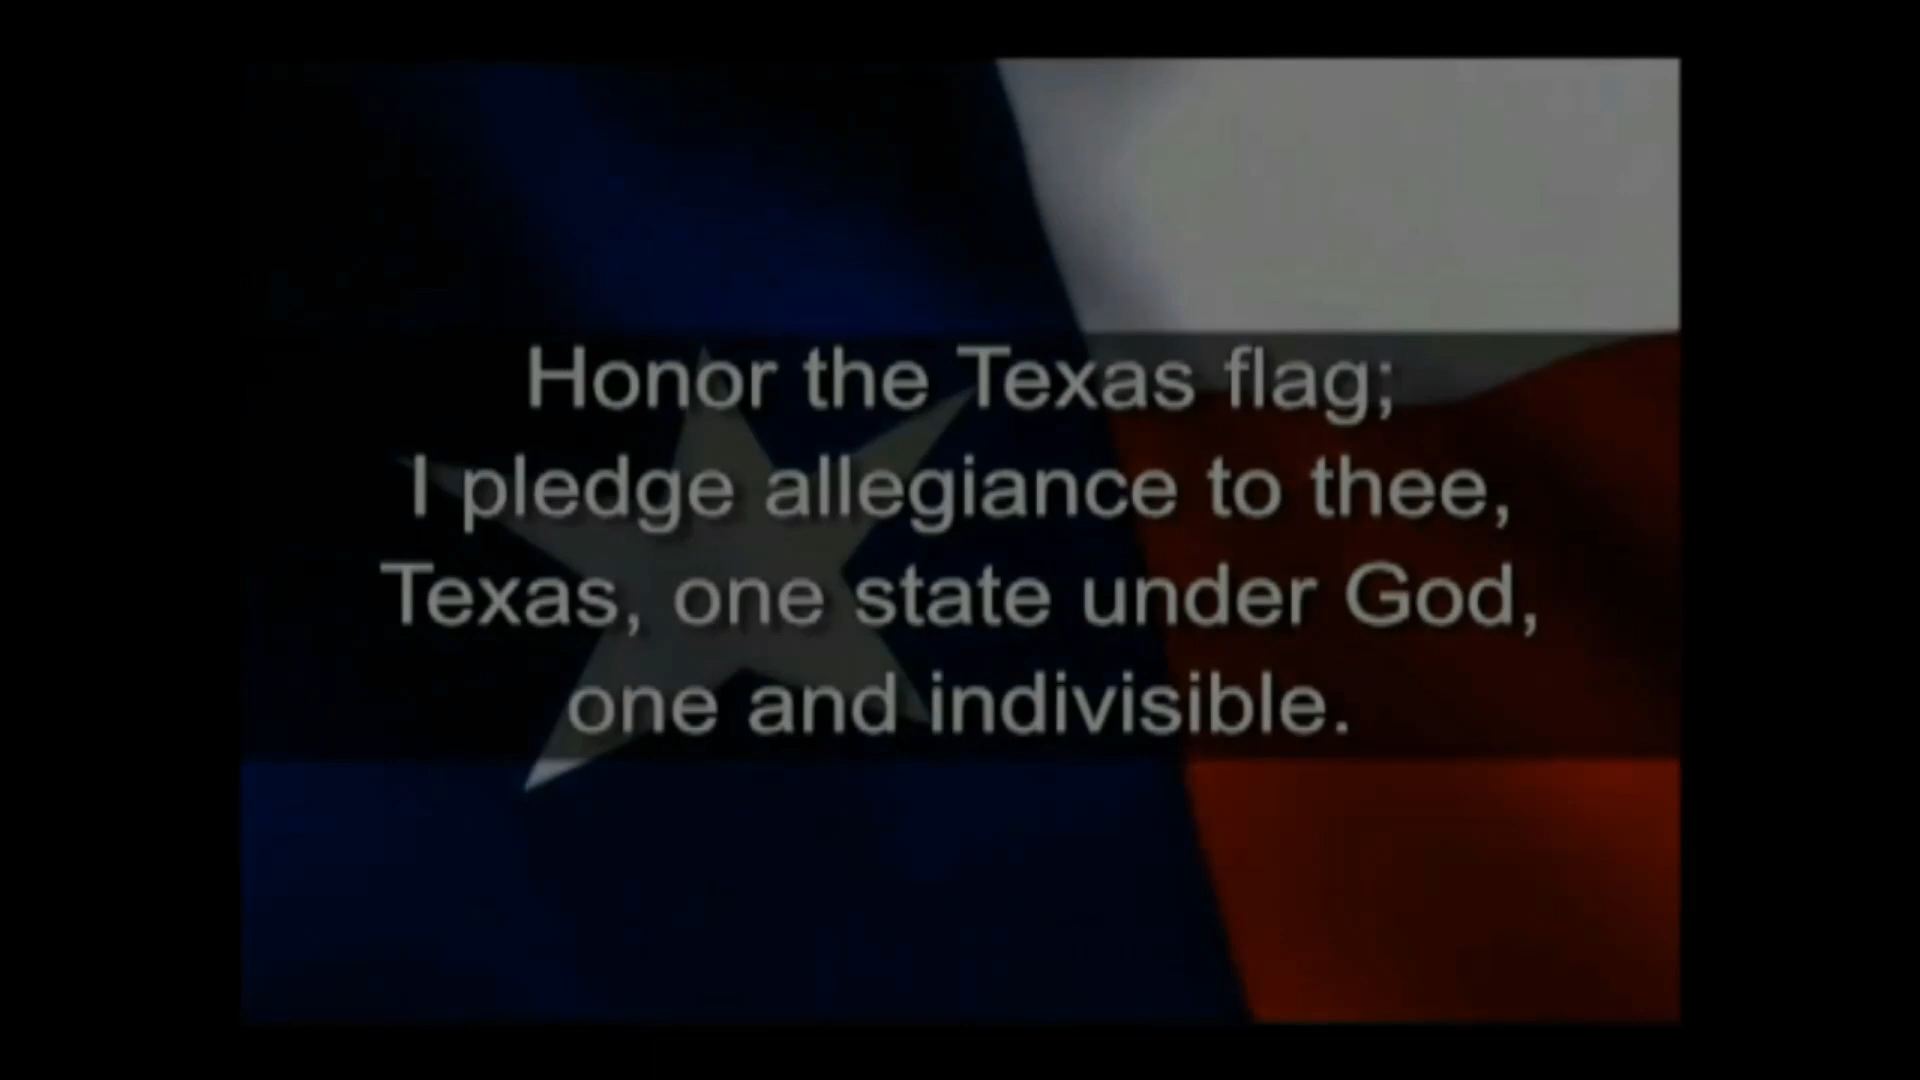 Honor the Texas flag;
I pledge allegiance to thee,
Texas, one state under God,
one and indivisible.